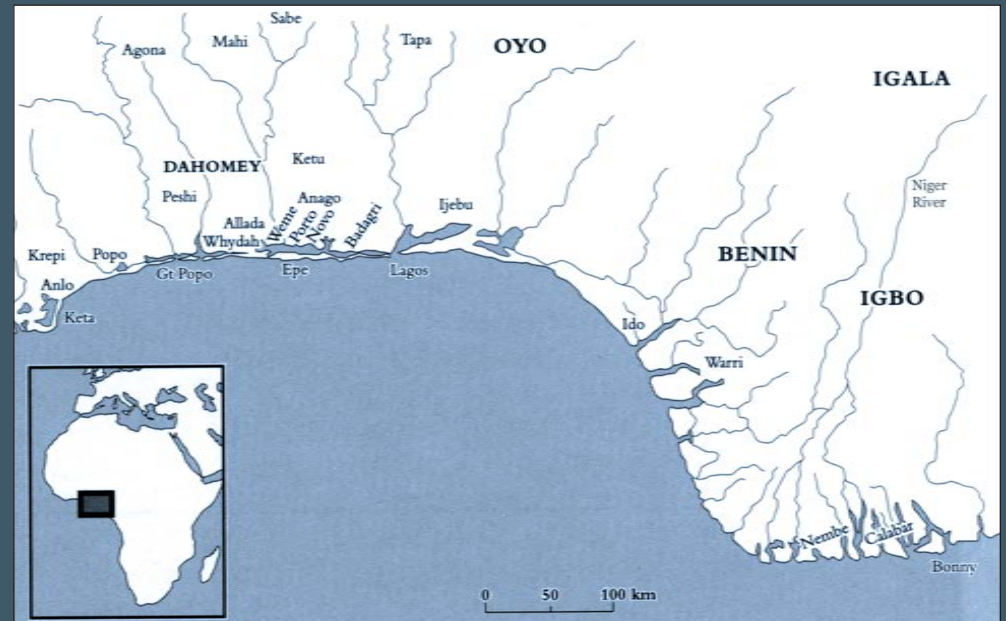 Sabe
Agona
Mahi
Tapa
OYO
IGALA
DAHOMEY
Ketu
Peshi
Anago
Niger
River
Allada
Whydah
Weme
Porto
Novo
Badagri
Ijebu
Krepi
Popo
Gt Popo
Epe
Lagos
BENIN
Anlo
Keta
IGBO
Ido
Warri
Nembe
Calabar
Bonny
0 50 100 km